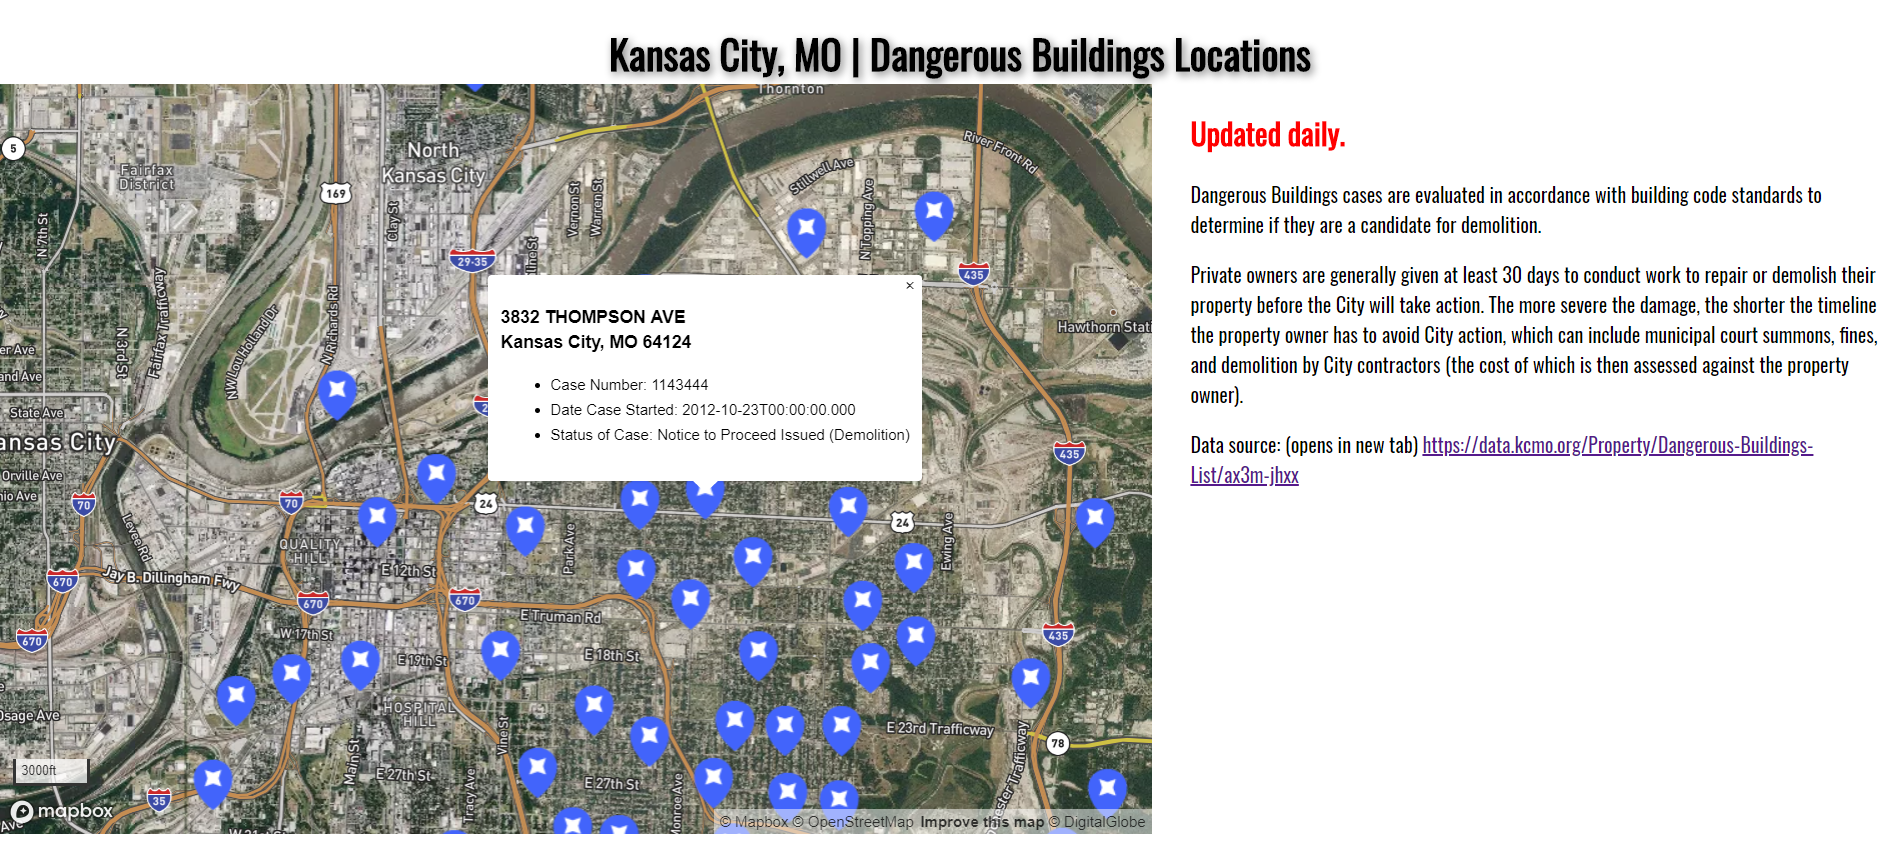 Kansas City, MO | Dangerous Buildings Locations
Thornton
5
North
Kansas City
Fairfax
District
169
River Front Rd
Stillwell Ave
N Topping Ave
N 7th St
Clay St
Vernon St
Warren St
29-35
435
Fairfax Trafficway
N 3rd St
NW Lou Holland Dr
N Richards Rd
Hawthorn Stati
er Ave
and Ave
State Ave
ansas City
Orville Ave
io Ave
×
3832 THOMPSON AVE
Kansas City, MO 64124
Case Number: 1143444
Date Case Started: 2012-10-23T00:00:00.000
Status of Case: Notice to Proceed Issued (Demolition)
435
70
70
24
24
Levee Rd
QUALITY
HILL
Park Ave
Ewing Ave
E 12th St
Jay B. Dillingham Fwy
670
670
670
E Truman Rd
W 17th St
435
670
E 18th St
E 19th St
Osage Ave
HOSPITAL
HILL
E 23rd Trafficway
Vine St
78
Main St
E 27th St
E 27th St
Tracy Ave
Monroe Ave
ester Trafficway
3000ft
35
mapbox
Ave
W 31st St
© Mapbox © OpenStreetMap Improve this map © DigitalGlobe
Updated daily.
Dangerous Buildings cases are evaluated in accordance with building code standards to
determine if they are a candidate for demolition.
Private owners are generally given at least 30 days to conduct work to repair or demolish their
property before the City will take action. The more severe the damage, the shorter the timeline
the property owner has to avoid City action, which can include municipal court summons, fines,
and demolition by City contractors (the cost of which is then assessed against the property
owner).
Data source: (opens in new tab) https://data.kcmo.org/Property/Dangerous-Buildings-
List/ax3m-jhxx